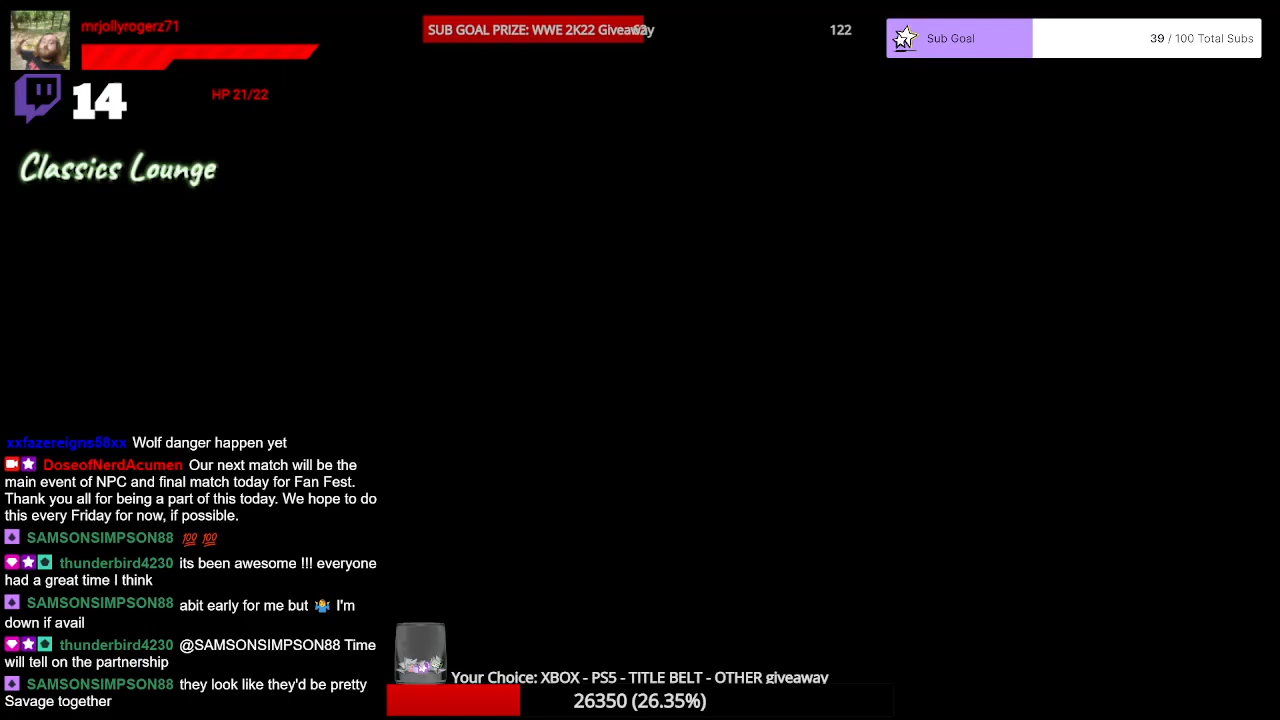 mrjollyrogerz71
SUB GOAL PRIZE: WWE 2K22 Giveaway
122
Sub Goal
39 / 100 Total Subs
14
HP 21/22
Classics Lounge
xxfazereigns58xx Wolf danger happen yet
DoseofNerdAcumen Our next match will be the
main event of NPC and final match today for Fan Fest.
Thank you all for being a part of this today. We hope to do
this every Friday for now, if possible.
SAMSONSIMPSON88 💯 💯
thunderbird4230 its been awesome !!! everyone
had a great time I think
SAMSONSIMPSON88 abit early for me but 🤷 I'm
down if avail
thunderbird4230 @SAMSONSIMPSON88 Time
will tell on the partnership
SAMSONSIMPSON88 they look like they'd be pretty
Savage together
Your Choice: XBOX - PS5 - TITLE BELT - OTHER giveaway
26350 (26.35%)